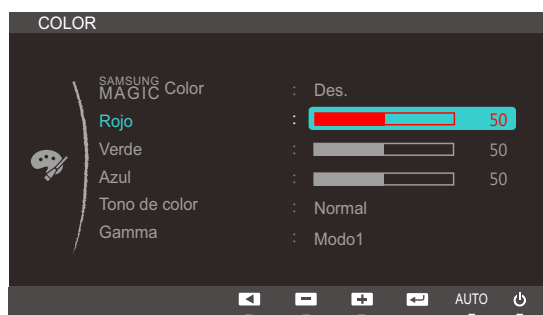 COLOR
SAMSUNG MAGIC Color : Des.
Rojo : 50
Verde : 50
Azul : 50
Tono de color : Normal
Gamma : Modo1
AUTO